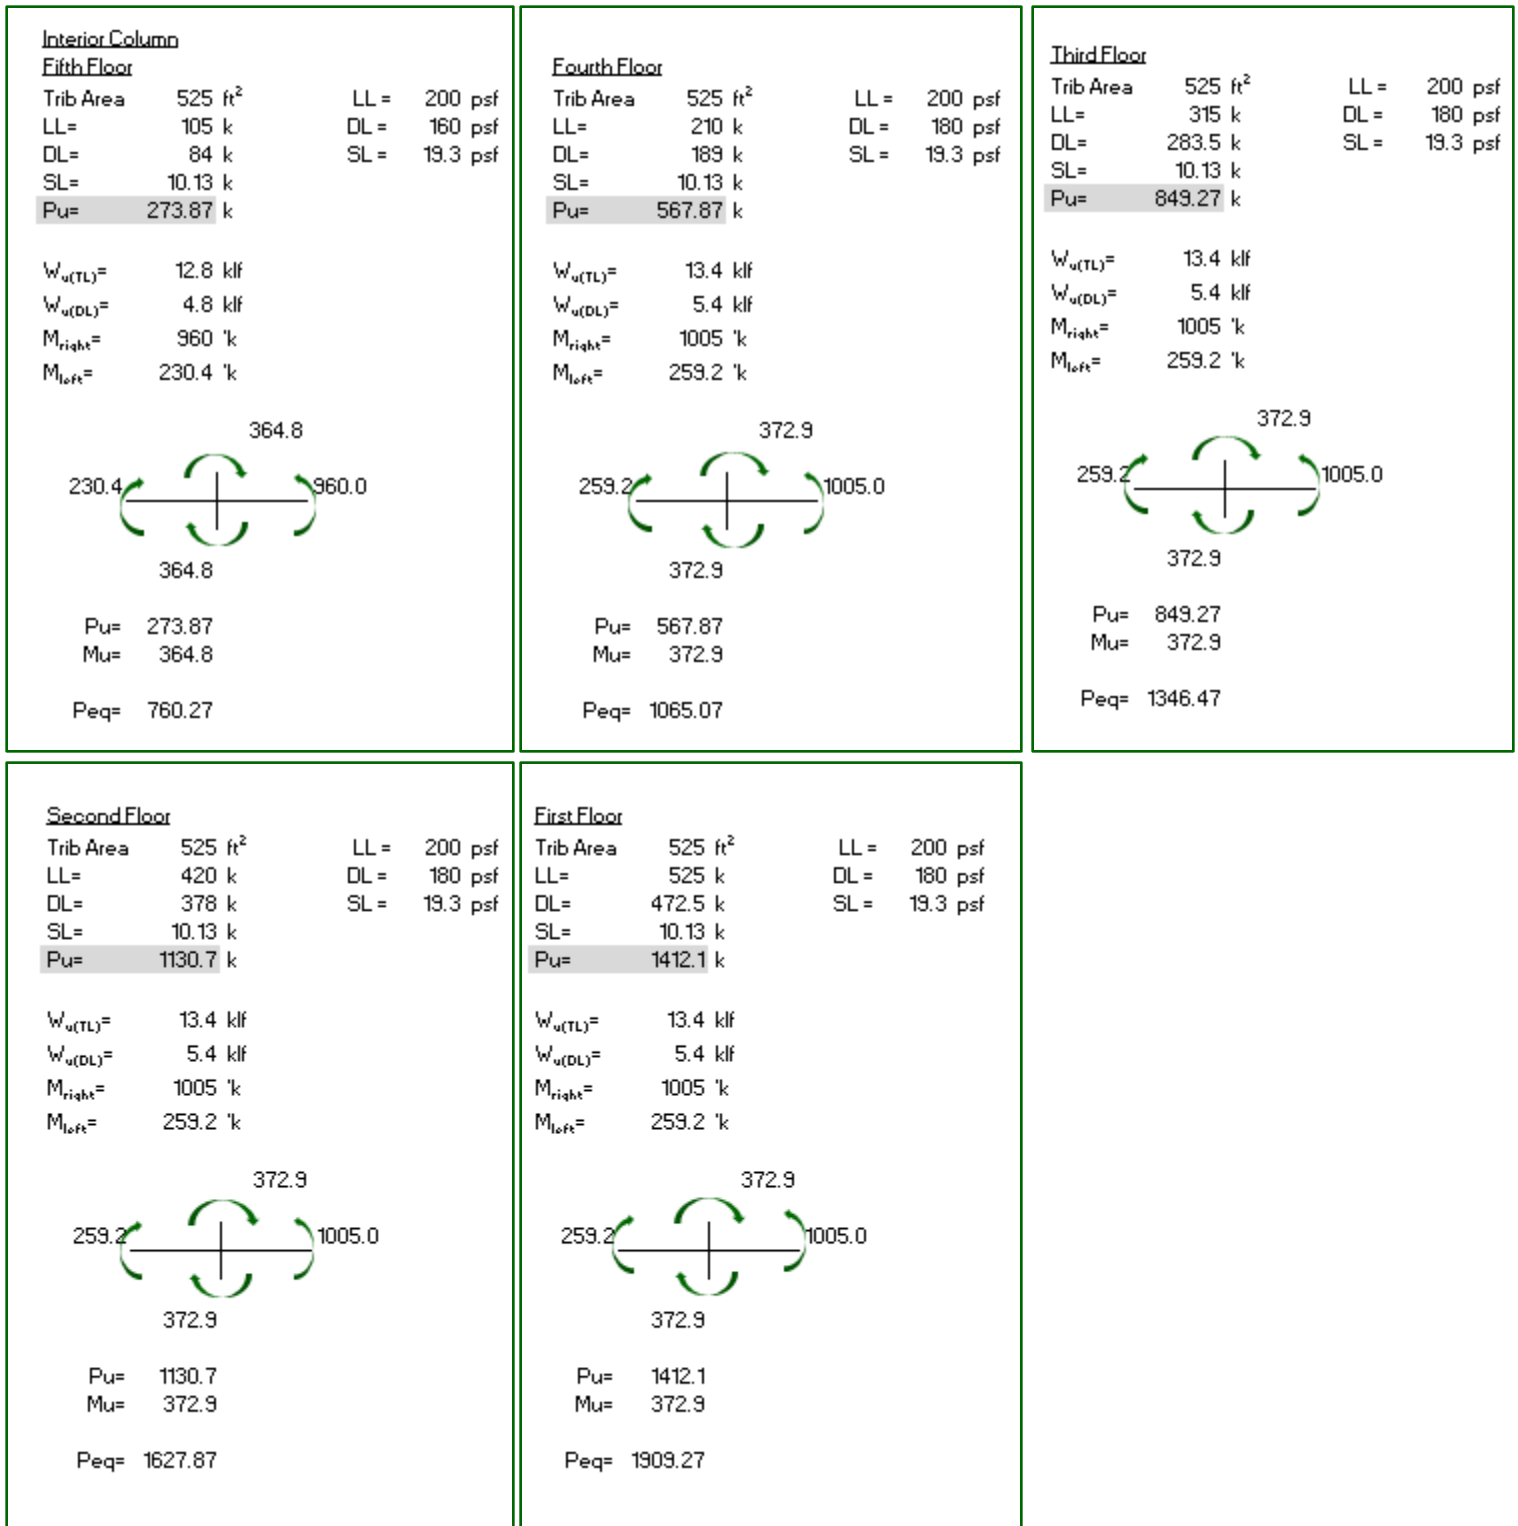 Interior Column
Fifth Floor
Trib Area 525 ft² LL = 200 psf
LL= 105 k DL = 160 psf
DL= 84 k SL = 19.3 psf
SL= 10.13 k
Pu= 273.87 k
Wu(TL)= 12.8 klf
Wu(DL)= 4.8 klf
Mright= 960 'k
Mleft= 230.4 'k
364.8
230.4 960.0
364.8
Pu= 273.87
Mu= 364.8
Peq= 760.27
Fourth Floor
Trib Area 525 ft² LL = 200 psf
LL= 210 k DL = 180 psf
DL= 189 k SL = 19.3 psf
SL= 10.13 k
Pu= 567.87 k
Wu(TL)= 13.4 klf
Wu(DL)= 5.4 klf
Mright= 1005 'k
Mleft= 259.2 'k
372.9
259.2 1005.0
372.9
Pu= 567.87
Mu= 372.9
Peq= 1065.07
Third Floor
Trib Area 525 ft² LL = 200 psf
LL= 315 k DL = 180 psf
DL= 283.5 k SL = 19.3 psf
SL= 10.13 k
Pu= 849.27 k
Wu(TL)= 13.4 klf
Wu(DL)= 5.4 klf
Mright= 1005 'k
Mleft= 259.2 'k
372.9
259.2 1005.0
372.9
Pu= 849.27
Mu= 372.9
Peq= 1346.47
Second Floor
Trib Area 525 ft² LL = 200 psf
LL= 420 k DL = 180 psf
DL= 378 k SL = 19.3 psf
SL= 10.13 k
Pu= 1130.7 k
Wu(TL)= 13.4 klf
Wu(DL)= 5.4 klf
Mright= 1005 'k
Mleft= 259.2 'k
372.9
259.2 1005.0
372.9
Pu= 1130.7
Mu= 372.9
Peq= 1627.87
First Floor
Trib Area 525 ft² LL = 200 psf
LL= 525 k DL = 180 psf
DL= 472.5 k SL = 19.3 psf
SL= 10.13 k
Pu= 1412.1 k
Wu(TL)= 13.4 klf
Wu(DL)= 5.4 klf
Mright= 1005 'k
Mleft= 259.2 'k
372.9
259.2 1005.0
372.9
Pu= 1412.1
Mu= 372.9
Peq= 1909.27